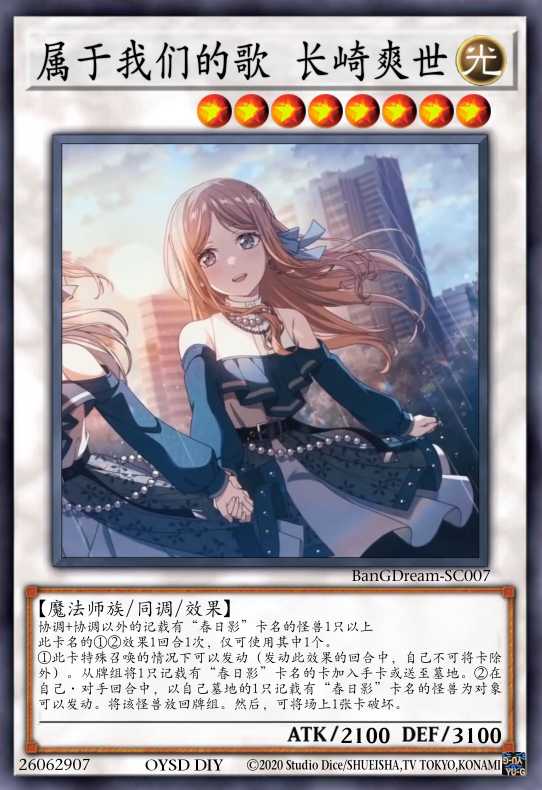 属于我们的歌 长崎爽世
光
BanGDream-SC007
【魔法师族/同调/效果】
协调+协调以外的记载有“春日影”卡名的怪兽1只以上
此卡名的①②效果1回合1次，仅可使用其中1个。
①此卡特殊召唤的情况下可以发动（发动此效果的回合中，自己不可将卡除
外）。从牌组将1只记载有“春日影”卡名的卡加入手卡或送至墓地。②在
自己·对手回合中，以自己墓地的1只记载有“春日影”卡名的怪兽为对象
可以发动。将该怪兽放回牌组。然后，可将场上1张卡破坏。
ATK/2100 DEF/3100
26062907 OYSD DIY ©2020 Studio Dice/SHUEISHA,TV TOKYO,KONAMI